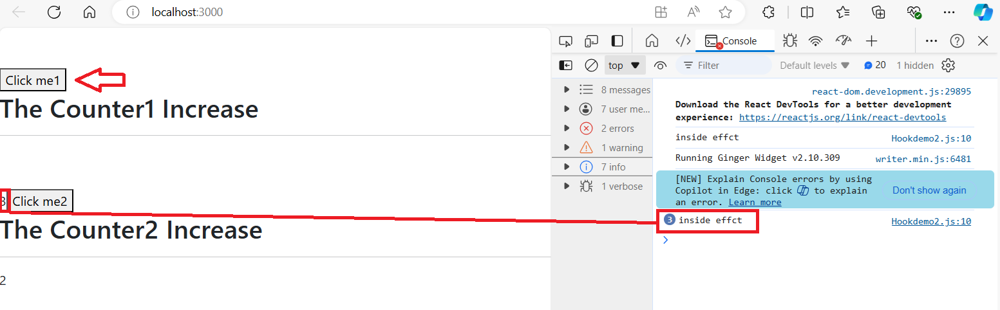 localhost:3000
Console
top
Filter
Default levels
20
1 hidden
Click me1
The Counter1 Increase
3 Click me2
The Counter2 Increase
2
8 messages
7 user me...
2 errors
1 warning
7 info
1 verbose
react-dom.development.js:29895
Download the React DevTools for a better development
experience: https://reactjs.org/link/react-devtools
inside effct Hookdemo2.js:10
Running Ginger Widget v2.10.309 writer.min.js:6481
[NEW] Explain Console errors by using
Copilot in Edge: click to explain
an error. Learn more
Don't show again
3 inside effct Hookdemo2.js:10